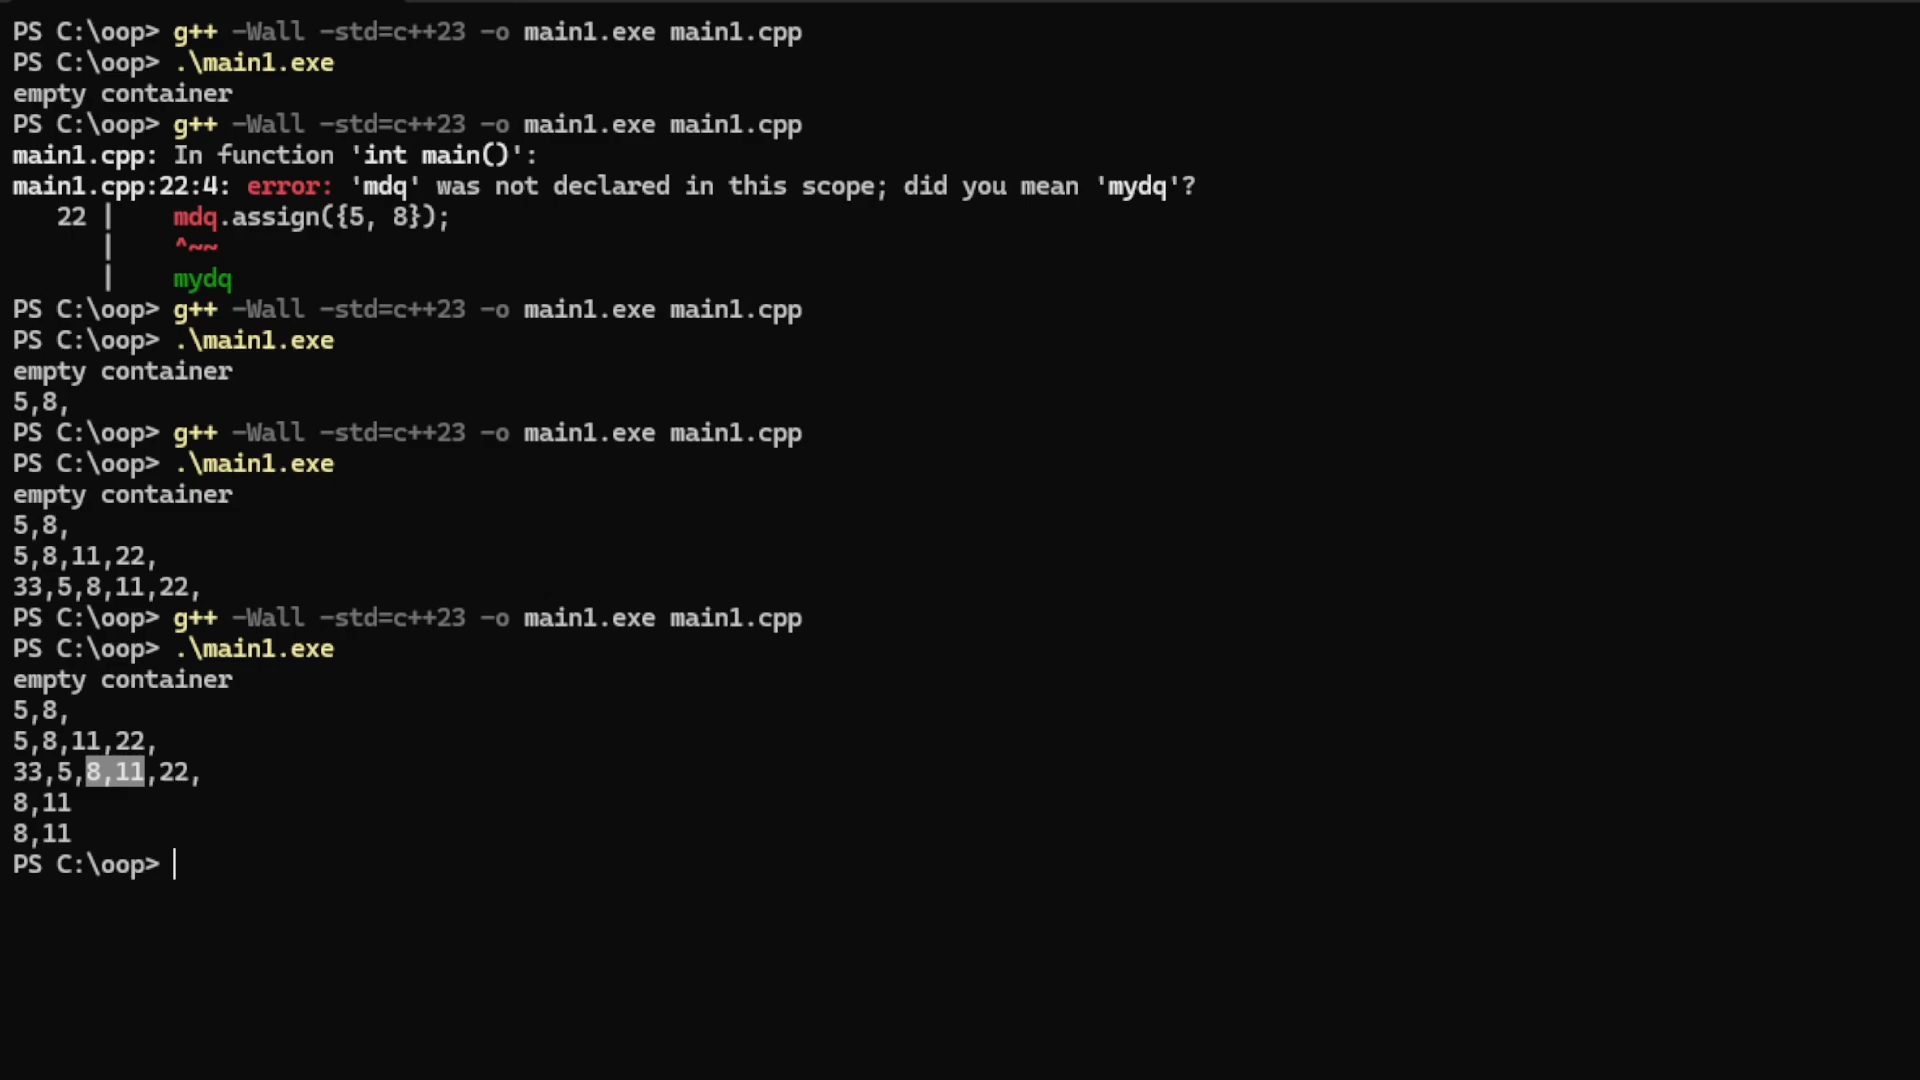 PS C:\oop> g++ -Wall -std=c++23 -o main1.exe main1.cpp
PS C:\oop> .\main1.exe
empty container
PS C:\oop> g++ -Wall -std=c++23 -o main1.exe main1.cpp
main1.cpp: In function 'int main()':
main1.cpp:22:4: error: 'mdq' was not declared in this scope; did you mean 'mydq'?
   22 |    mdq.assign({5, 8});
      |    ^~~
      |    mydq
PS C:\oop> g++ -Wall -std=c++23 -o main1.exe main1.cpp
PS C:\oop> .\main1.exe
empty container
5,8,
PS C:\oop> g++ -Wall -std=c++23 -o main1.exe main1.cpp
PS C:\oop> .\main1.exe
empty container
5,8,
5,8,11,22,
33,5,8,11,22,
PS C:\oop> g++ -Wall -std=c++23 -o main1.exe main1.cpp
PS C:\oop> .\main1.exe
empty container
5,8,
5,8,11,22,
33,5,8,11,22,
8,11
8,11
PS C:\oop>